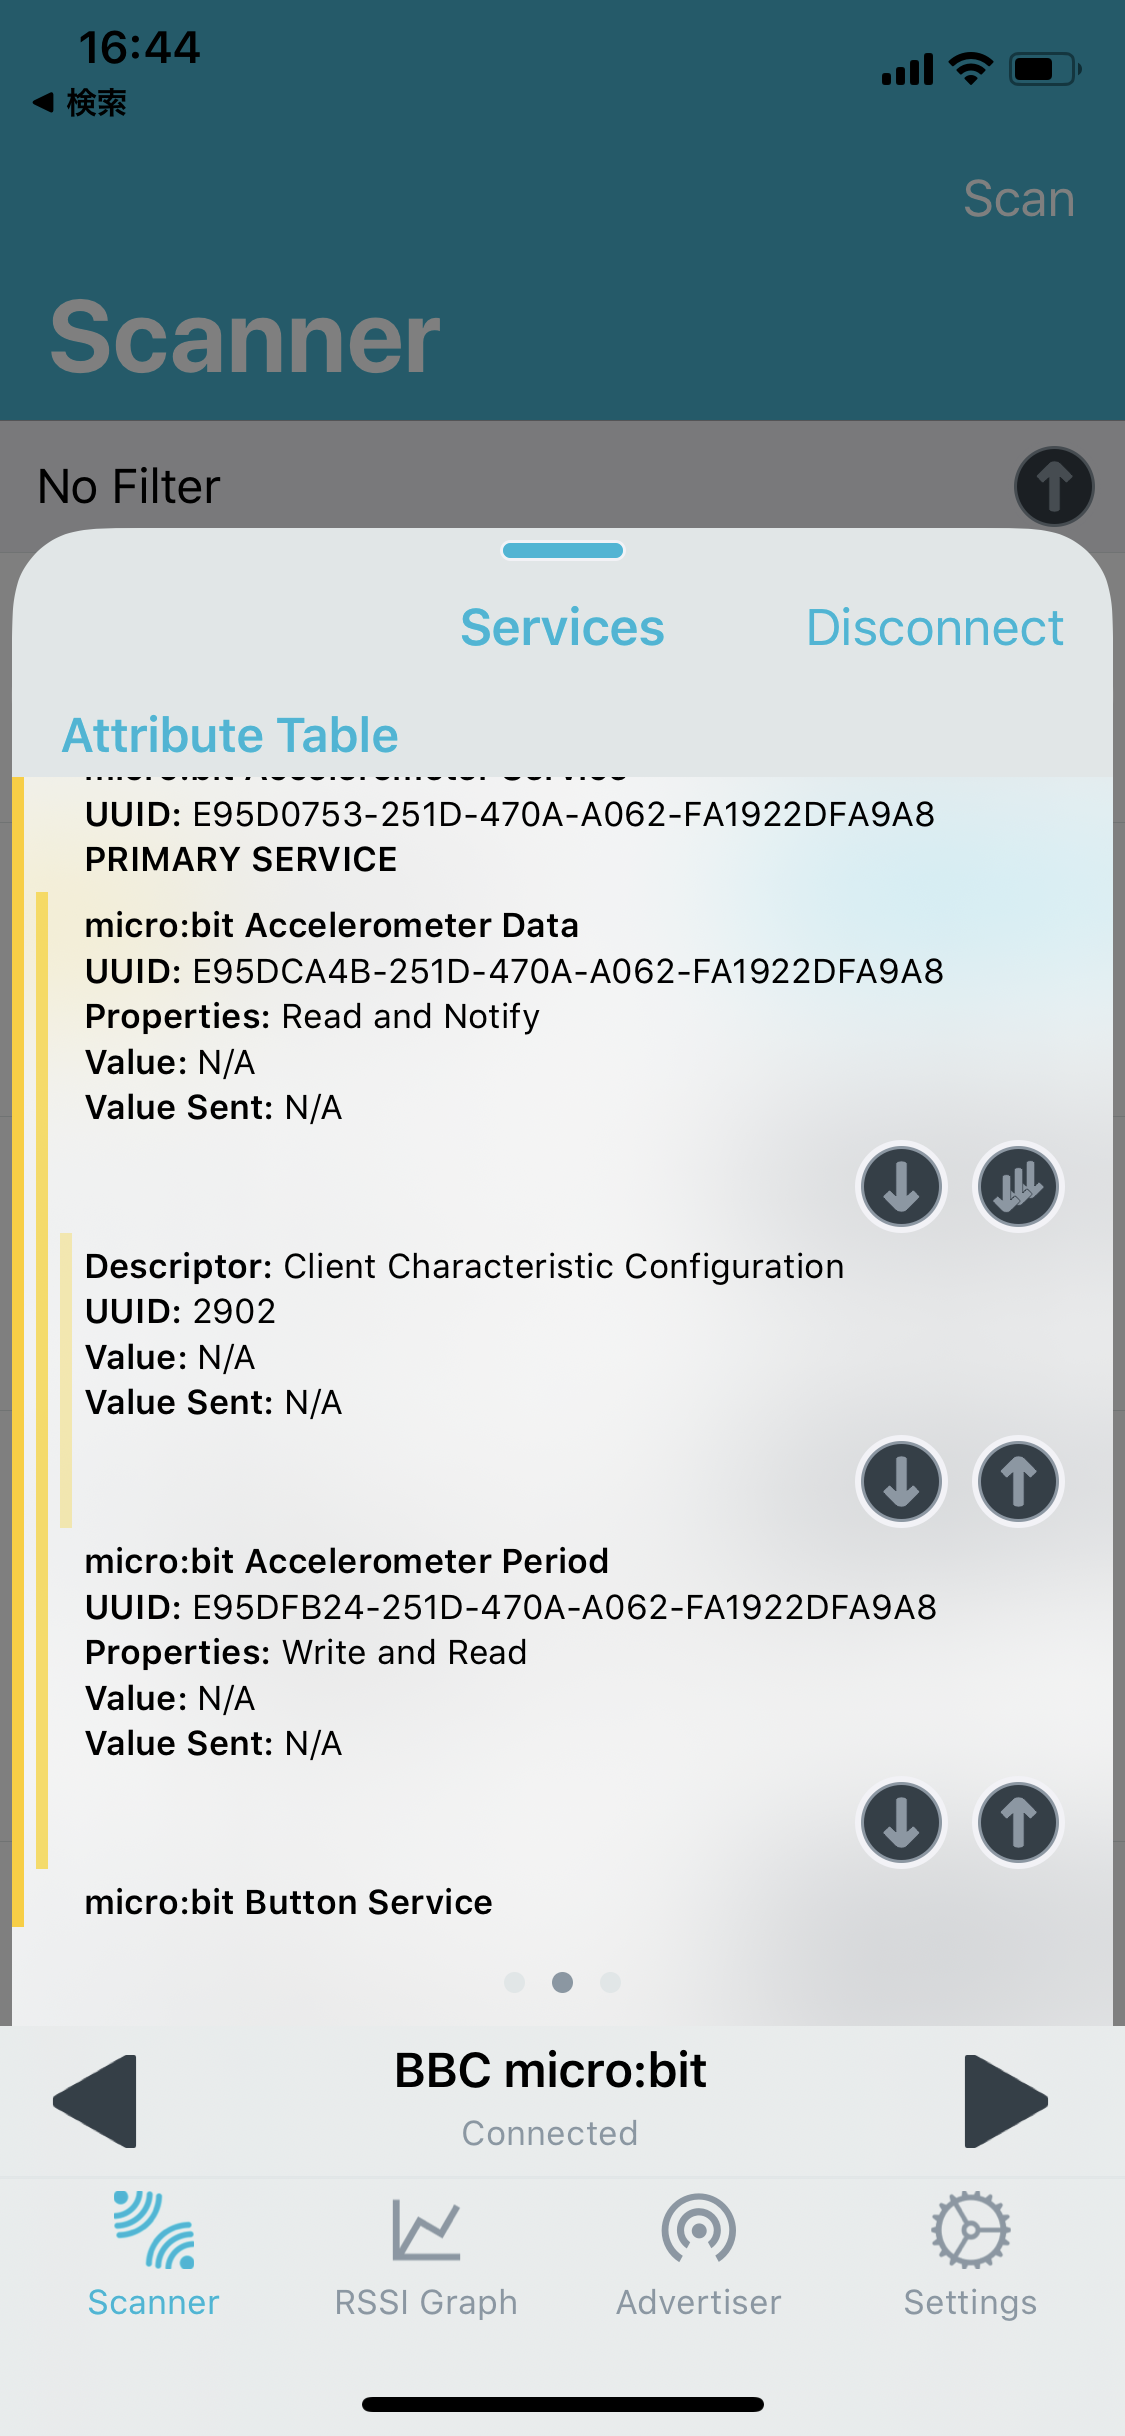 16:44
◀ 検索
Scan
Scanner
No Filter
Services
Disconnect
Attribute Table
micro:bit Accelerometer Service
UUID: E95D0753-251D-470A-A062-FA1922DFA9A8
PRIMARY SERVICE
micro:bit Accelerometer Data
UUID: E95DCA4B-251D-470A-A062-FA1922DFA9A8
Properties: Read and Notify
Value: N/A
Value Sent: N/A
Descriptor: Client Characteristic Configuration
UUID: 2902
Value: N/A
Value Sent: N/A
micro:bit Accelerometer Period
UUID: E95DFB24-251D-470A-A062-FA1922DFA9A8
Properties: Write and Read
Value: N/A
Value Sent: N/A
micro:bit Button Service
BBC micro:bit
Connected
Scanner
RSSI Graph
Advertiser
Settings